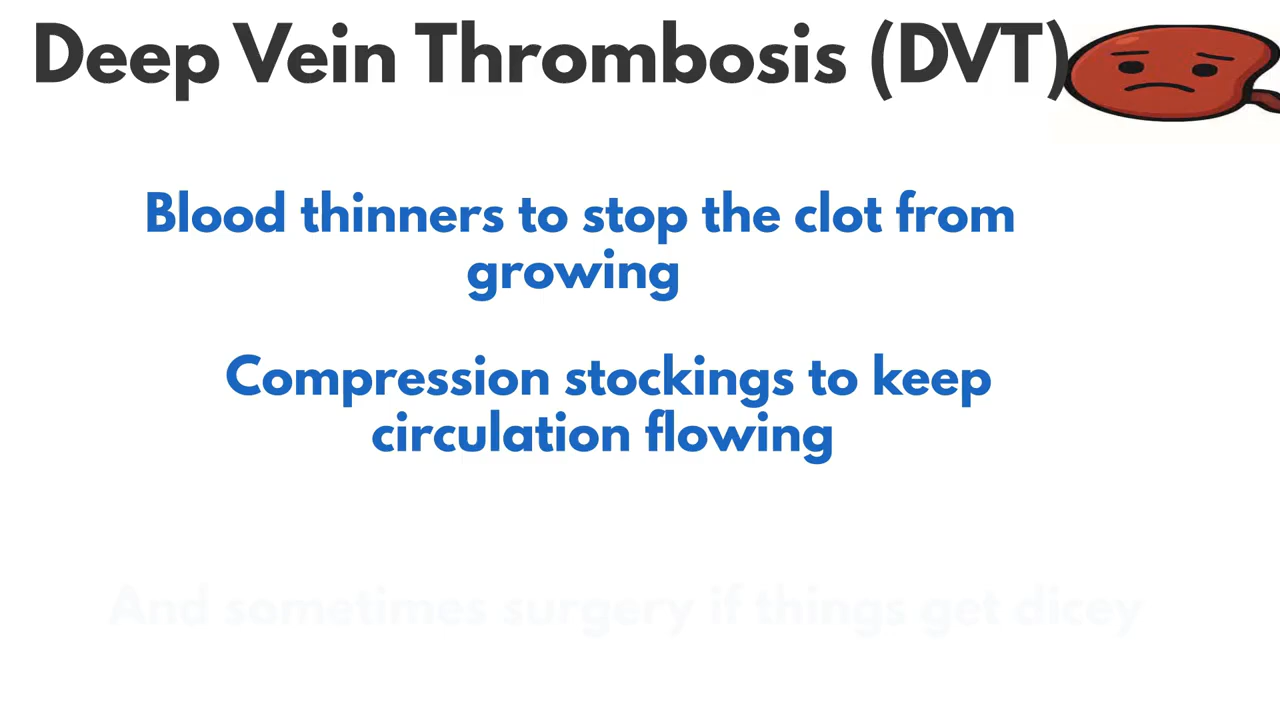 Deep Vein Thrombosis (DVT)
Blood thinners to stop the clot from
growing
Compression stockings to keep
circulation flowing
And sometimes surgery if things get dicey